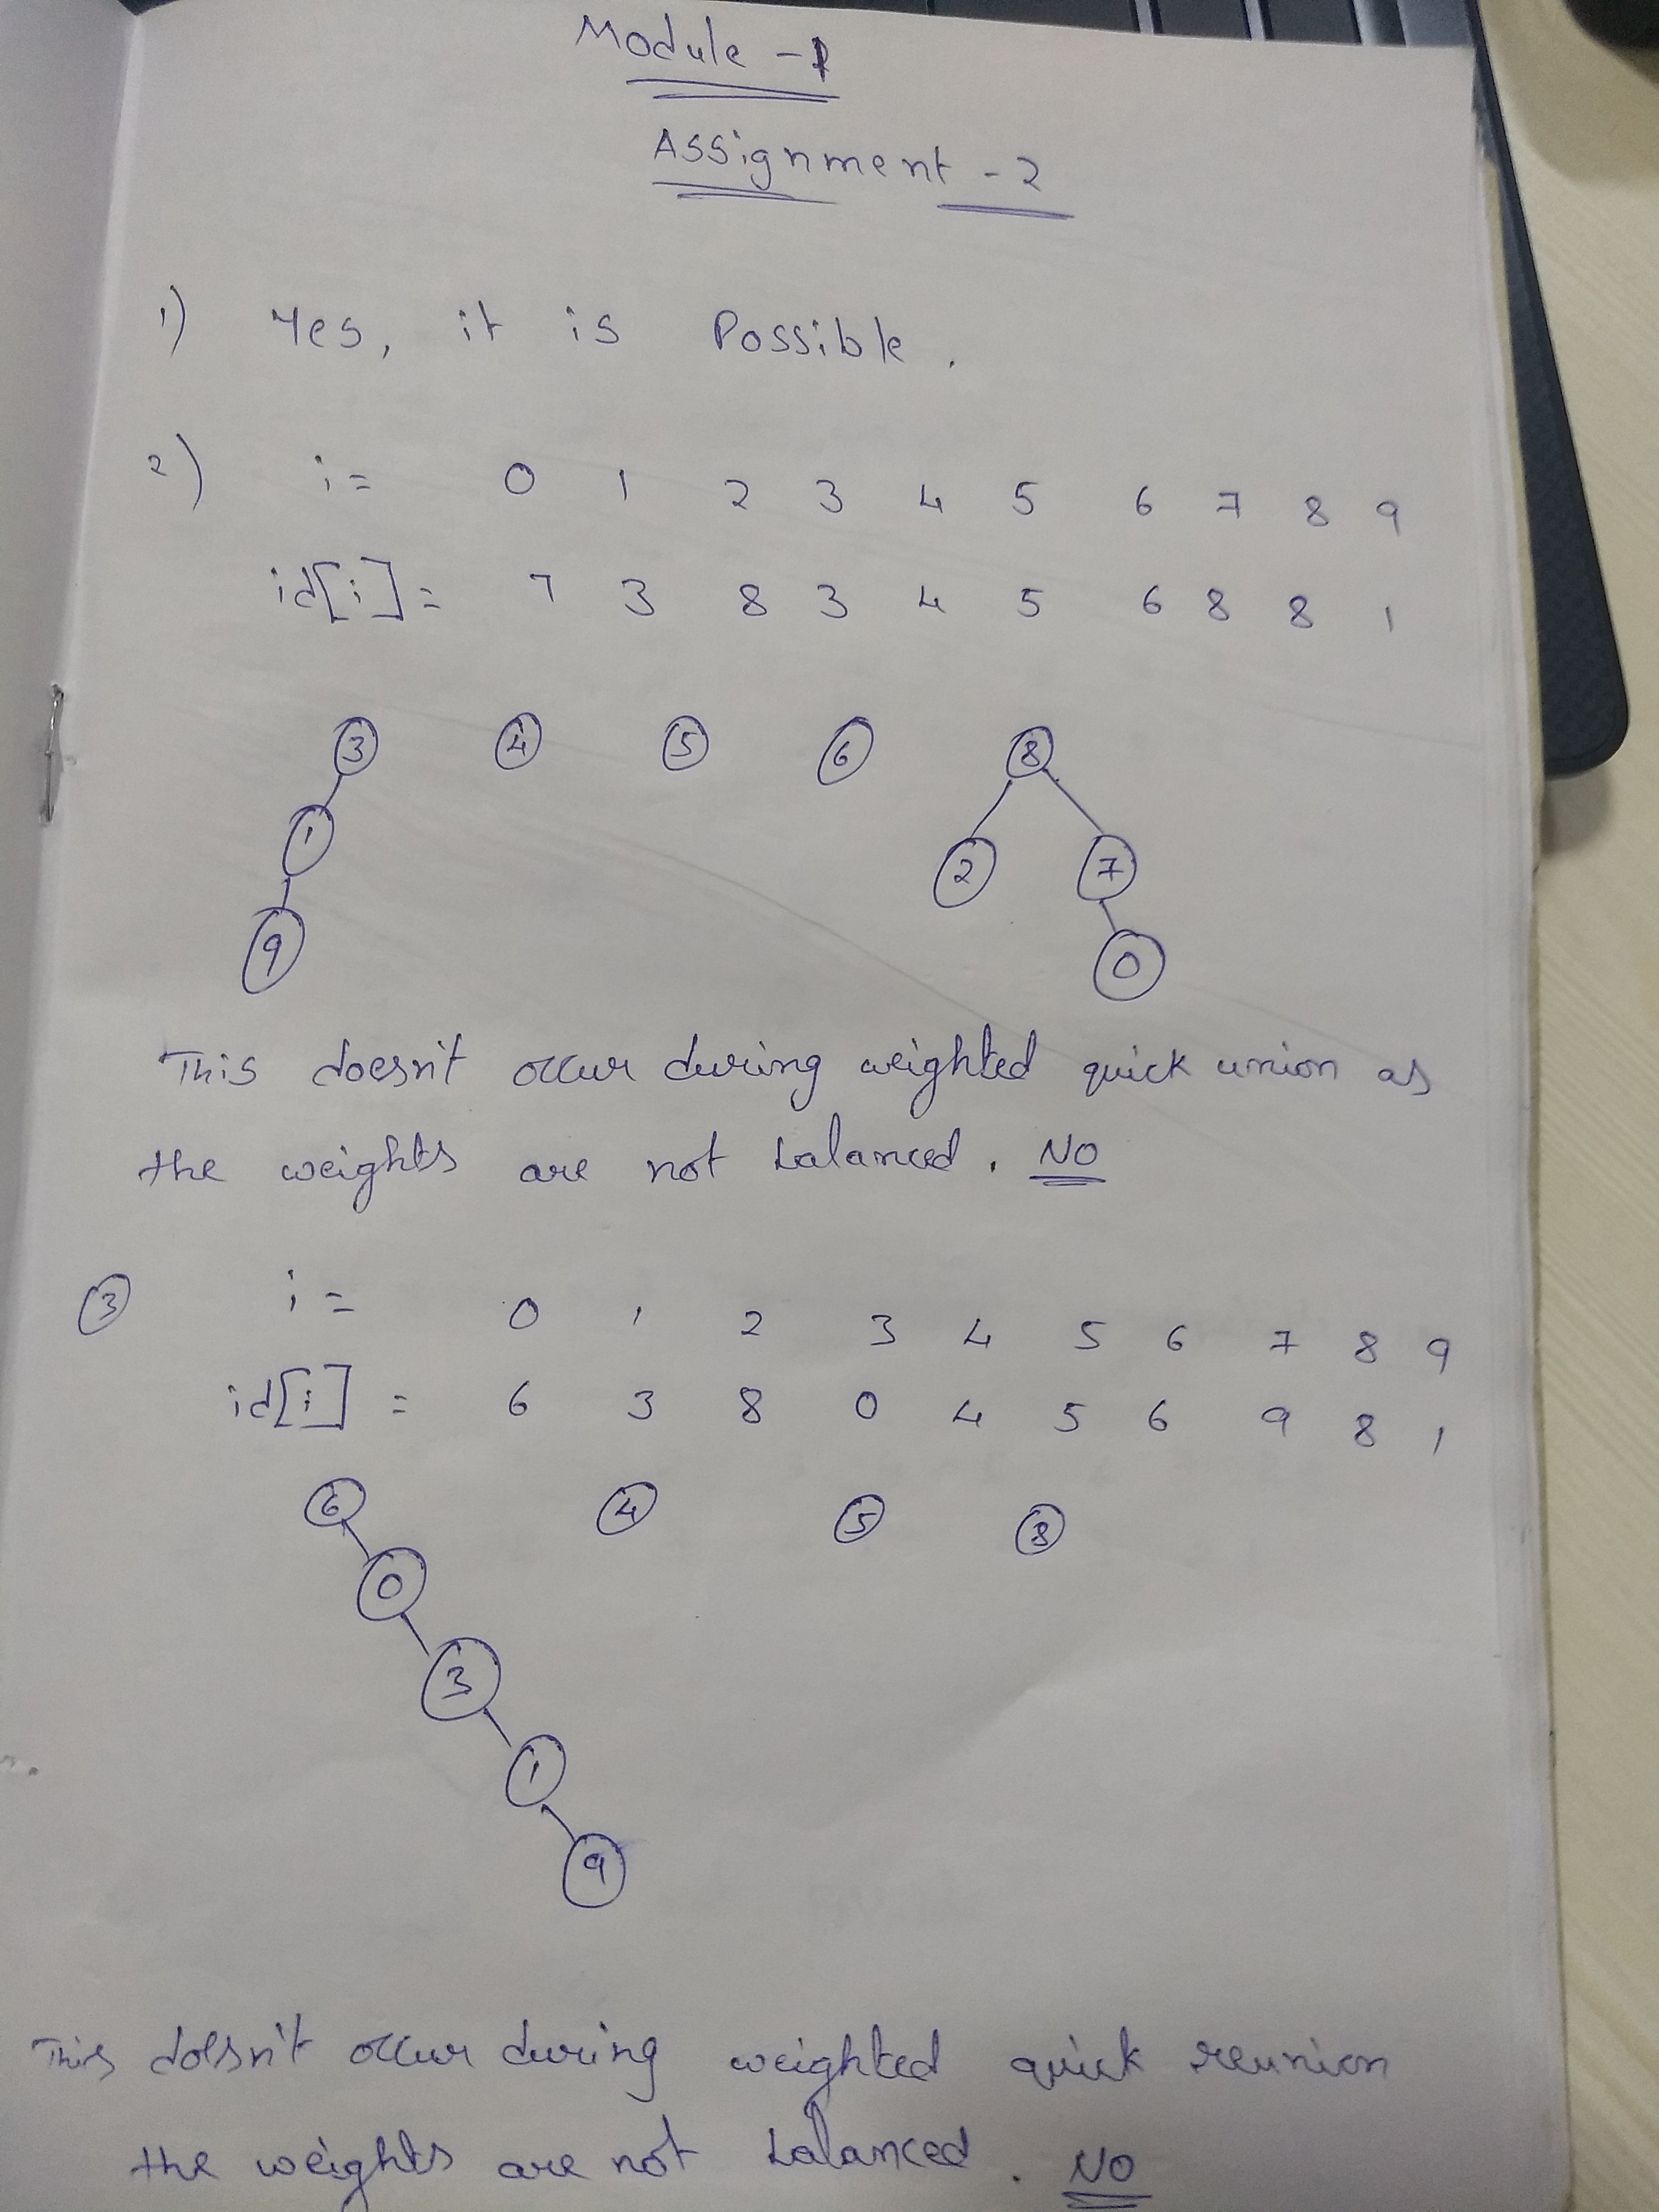 Module - 1
Assignment - 2
1) Yes, it is Possible.
2) i = 0 1 2 3 4 5 6 7 8 9
id[i] = 7 3 8 3 4 5 6 8 8 1
3 4 5 6 8
1 2 7
9 0
This doesn't occur during weighted quick union as
the weights are not balanced. NO
3 i = 0 1 2 3 4 5 6 7 8 9
id[i] = 6 3 8 0 4 5 6 9 8 1
6 4 5 8
0
3
1
9
This doesn't occur during weighted quick reunion
the weights are not balanced. NO